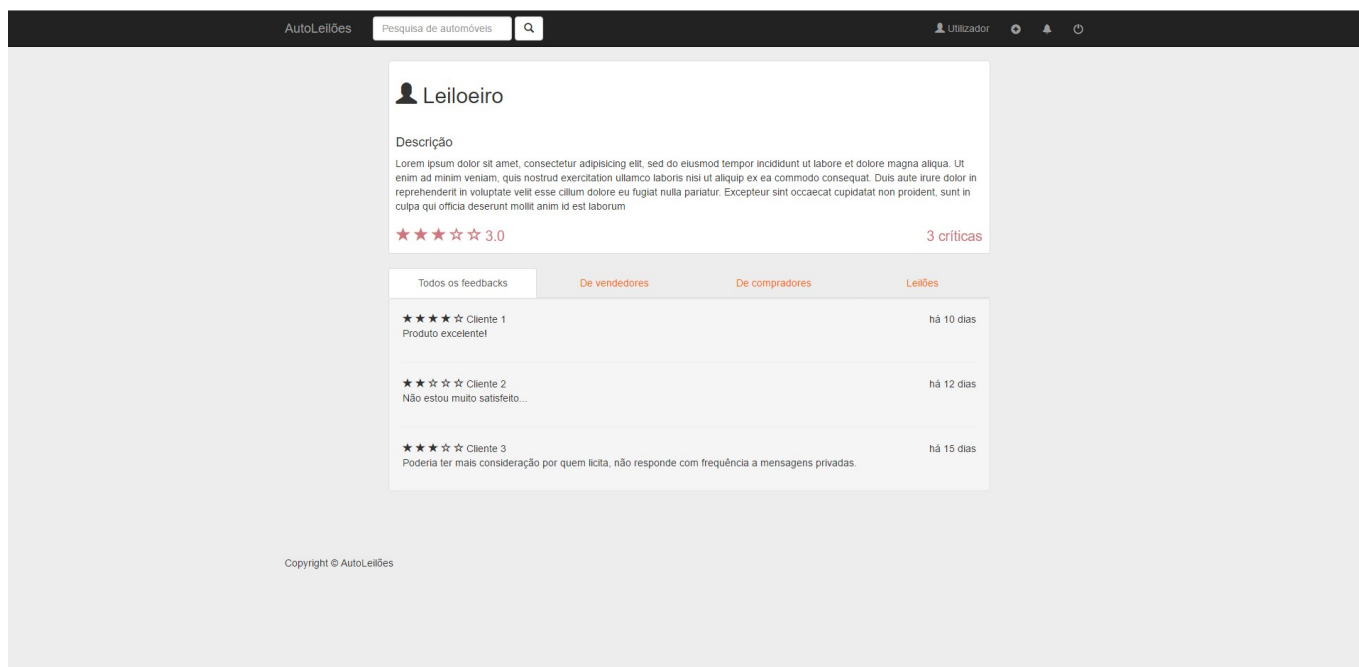 AutoLeilões
Pesquisa de automóveis
Utilizador
Leiloeiro
Descrição
Lorem ipsum dolor sit amet, consectetur adipisicing elit, sed do eiusmod tempor incididunt ut labore et dolore magna aliqua. Ut
enim ad minim veniam, quis nostrud exercitation ullamco laboris nisi ut aliquip ex ea commodo consequat. Duis aute irure dolor in
reprehenderit in voluptate velit esse cillum dolore eu fugiat nulla pariatur. Excepteur sint occaecat cupidatat non proident, sunt in
culpa qui officia deserunt mollit anim id est laborum
★★★☆☆ 3.0
3 críticas
Todos os feedbacks
De vendedores
De compradores
Leilões
★★★★☆ Cliente 1
há 10 dias
Produto excelente!
★★☆☆☆ Cliente 2
há 12 dias
Não estou muito satisfeito...
★★★☆☆ Cliente 3
há 15 dias
Poderia ter mais consideração por quem licita, não responde com frequência a mensagens privadas.
Copyright © AutoLeilões